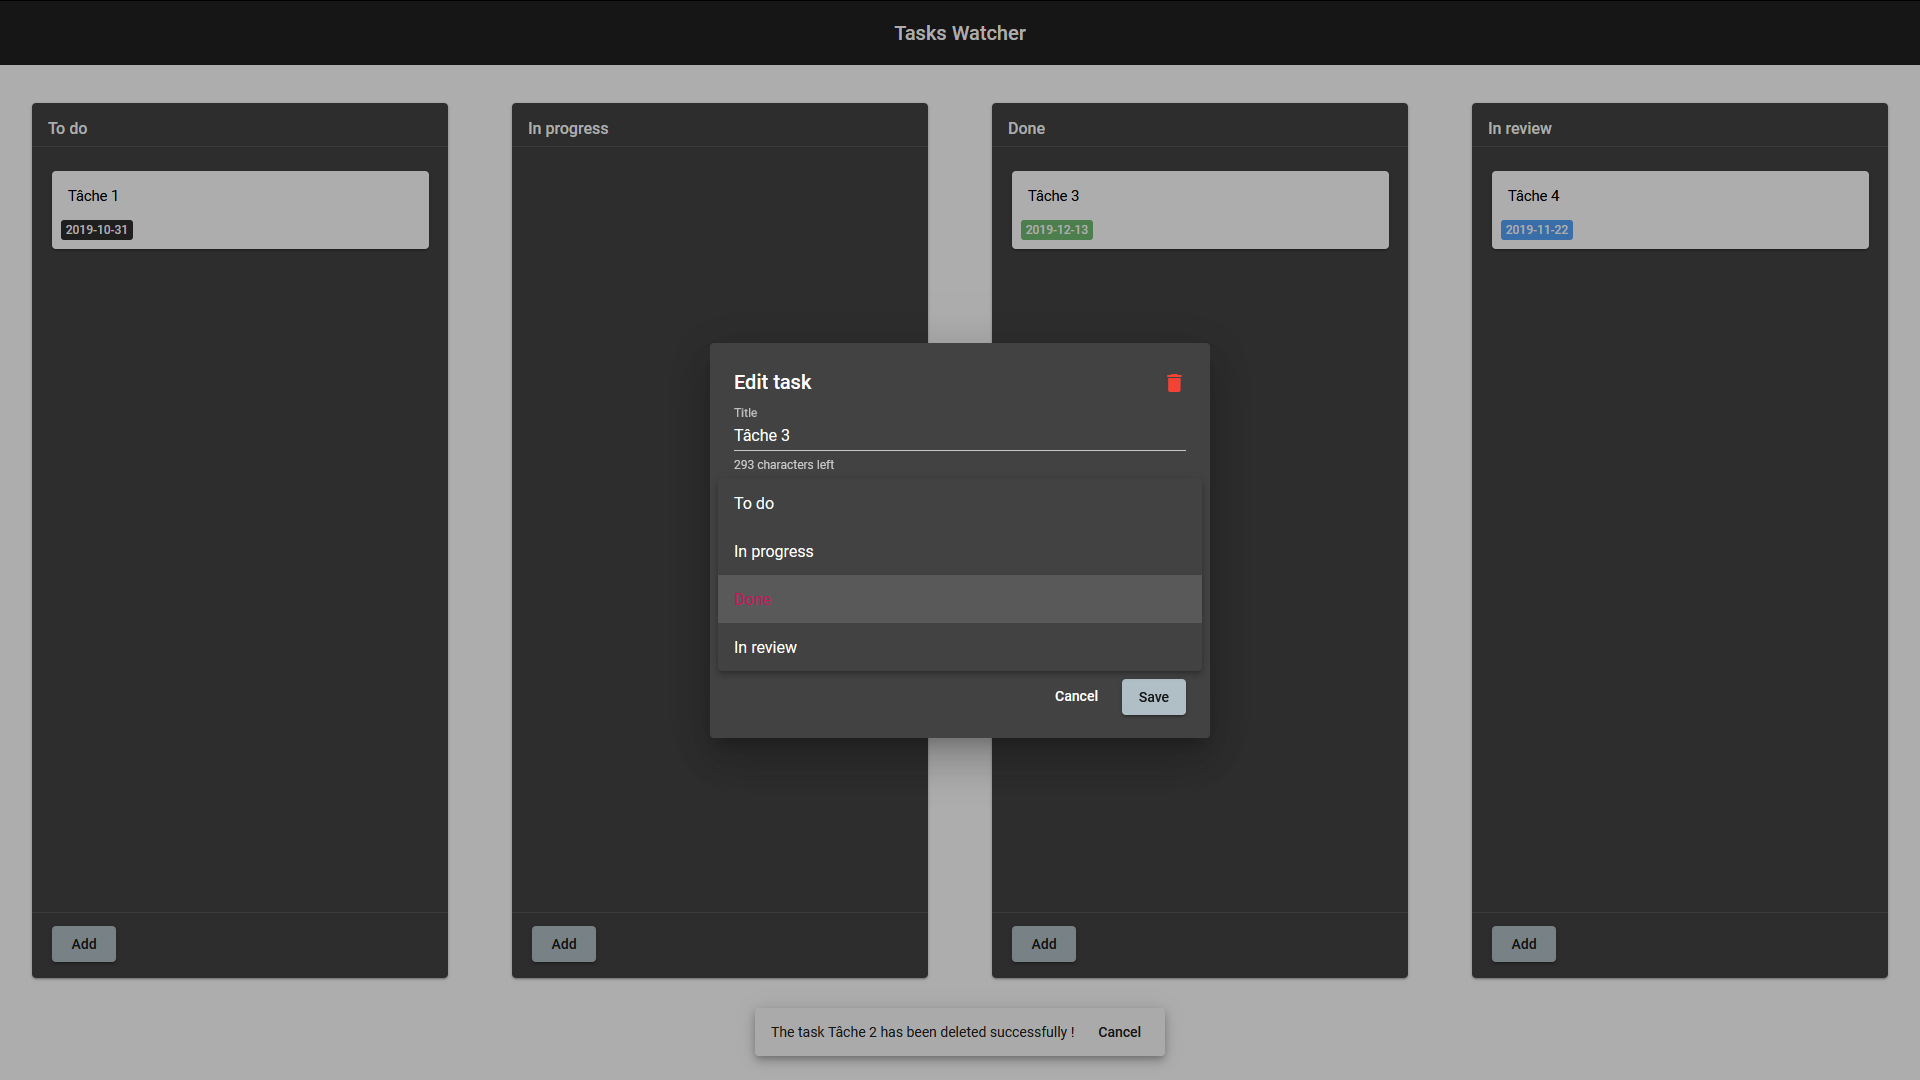 Tasks Watcher
To do
Tâche 1
2019-10-31
Add
In progress
Add
Done
Tâche 3
2019-12-13
Add
In review
Tâche 4
2019-11-22
Add
Edit task
Title
Tâche 3
293 characters left
To do
In progress
Done
In review
Cancel
Save
The task Tâche 2 has been deleted successfully !
Cancel